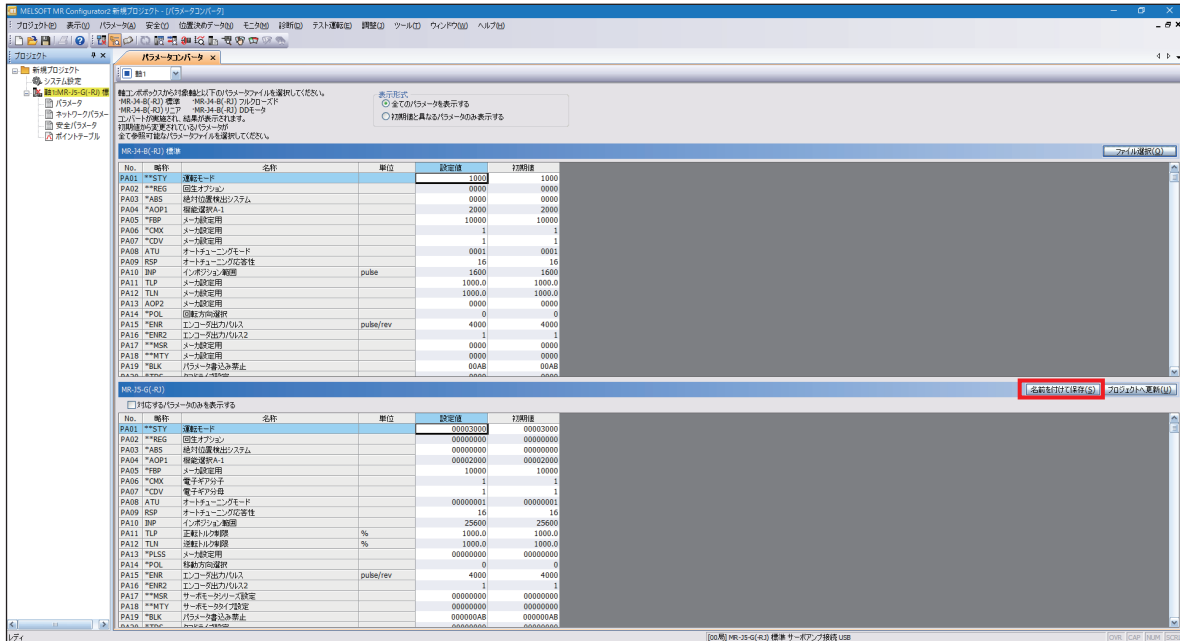 MELSOFT MR Configurator2 新規プロジェクト - [パラメータコンバータ]
プロジェクト(P) 表示(V) パラメータ(A) 安全(Y) 位置決めデータ(N) モニタ(M) 診断(D) テスト運転(E) 調整(J) ツール(T) ウィンドウ(W) ヘルプ(H)
プロジェクト
パラメータコンバータ ×
新規プロジェクト
システム設定
軸1:MR-J5-G(-RJ) 標
パラメータ
ネットワークパラメー
安全パラメータ
ポイントテーブル
軸1
軸コンボボックスから対象軸と以下のパラメータファイルを選択してください。
・MR-J4-B(-RJ) 標準 ・MR-J4-B(-RJ) フルクローズド
・MR-J4-B(-RJ) リニア ・MR-J4-B(-RJ) DDモータ
コンバートが実施され、結果が表示されます。
初期値から変更されているパラメータが
全て参照可能なパラメータファイルを選択してください。
表示形式
全てのパラメータを表示する
初期値と異なるパラメータのみ表示する
MR-J4-B(-RJ) 標準 ファイル選択(O)
No. 略称 名称 単位 設定値 初期値
PA01 **STY 運転モード 1000 1000
PA02 **REG 回生オプション 0000 0000
PA03 *ABS 絶対位置検出システム 0000 0000
PA04 *AOP1 機能選択A-1 2000 2000
PA05 *FBP メーカ設定用 10000 10000
PA06 *CMX メーカ設定用 1 1
PA07 *CDV メーカ設定用 1 1
PA08 ATU オートチューニングモード 0001 0001
PA09 RSP オートチューニング応答性 16 16
PA10 INP インポジション範囲 pulse 1600 1600
PA11 TLP メーカ設定用 1000.0 1000.0
PA12 TLN メーカ設定用 1000.0 1000.0
PA13 AOP2 メーカ設定用 0000 0000
PA14 *POL 回転方向選択 0 0
PA15 *ENR エンコーダ出力パルス pulse/rev 4000 4000
PA16 *ENR2 エンコーダ出力パルス2 1 1
PA17 **MSR メーカ設定用 0000 0000
PA18 **MTY メーカ設定用 0000 0000
PA19 *BLK パラメータ書込み禁止 00AB 00AB
MR-J5-G(-RJ) 名前を付けて保存(S) プロジェクトへ更新(U)
対応するパラメータのみを表示する
No. 略称 名称 単位 設定値 初期値
PA01 **STY 運転モード 00003000 00003000
PA02 **REG 回生オプション 00000000 00000000
PA03 *ABS 絶対位置検出システム 00000000 00000000
PA04 *AOP1 機能選択A-1 00002000 00002000
PA05 *FBP メーカ設定用 10000 10000
PA06 *CMX 電子ギア分子 1 1
PA07 *CDV 電子ギア分母 1 1
PA08 ATU オートチューニングモード 00000001 00000001
PA09 RSP オートチューニング応答性 16 16
PA10 INP インポジション範囲 25600 25600
PA11 TLP 正転トルク制限 % 1000.0 1000.0
PA12 TLN 逆転トルク制限 % 1000.0 1000.0
PA13 *PLSS メーカ設定用 00000000 00000000
PA14 *POL 移動方向選択 0 0
PA15 *ENR エンコーダ出力パルス pulse/rev 4000 4000
PA16 *ENR2 エンコーダ出力パルス2 1 1
PA17 **MSR サーボモータシリーズ設定 00000000 00000000
PA18 **MTY サーボモータタイプ設定 00000000 00000000
PA19 *BLK パラメータ書込み禁止 000000AB 000000AB
レディ [00局] MR-J5-G(-RJ) 標準 サーボアンプ接続 USB OVR CAP NUM SCRL